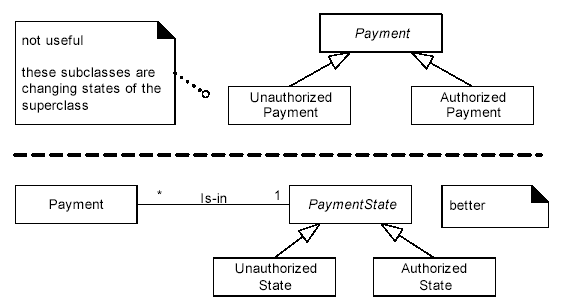 not useful
these subclasses are
changing states of the
superclass
Payment
Unauthorized
Payment
Authorized
Payment
Payment
* Is-in 1
PaymentState
better
Unauthorized
State
Authorized
State